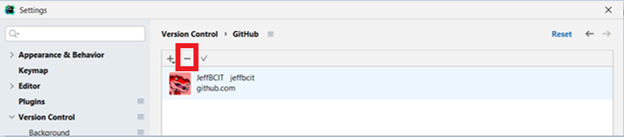 Settings
Version Control › GitHub
Reset
Appearance & Behavior
Keymap
Editor
Plugins
Version Control
Background
JeffBCIT jeffbcit
github.com